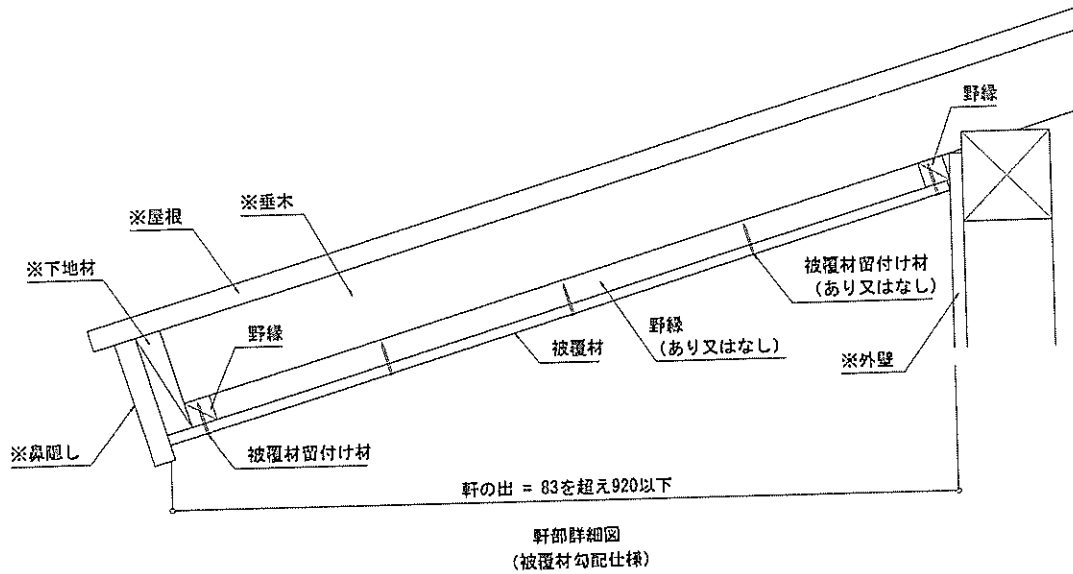 野縁
※垂木
※屋根
※下地材
被覆材留付け材
(あり又はなし)
野縁
野縁
(あり又はなし)
被覆材
※外壁
※鼻隠し
被覆材留付け材
軒の出 = 83を超え920以下
軒部詳細図
(被覆材勾配仕様)